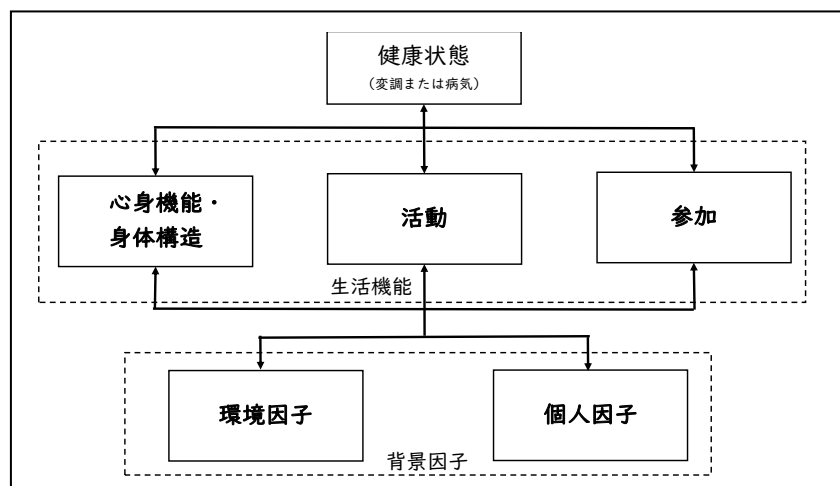 健康状態
（変調または病気）
心身機能・
身体構造
活動
参加
生活機能
環境因子
個人因子
背景因子